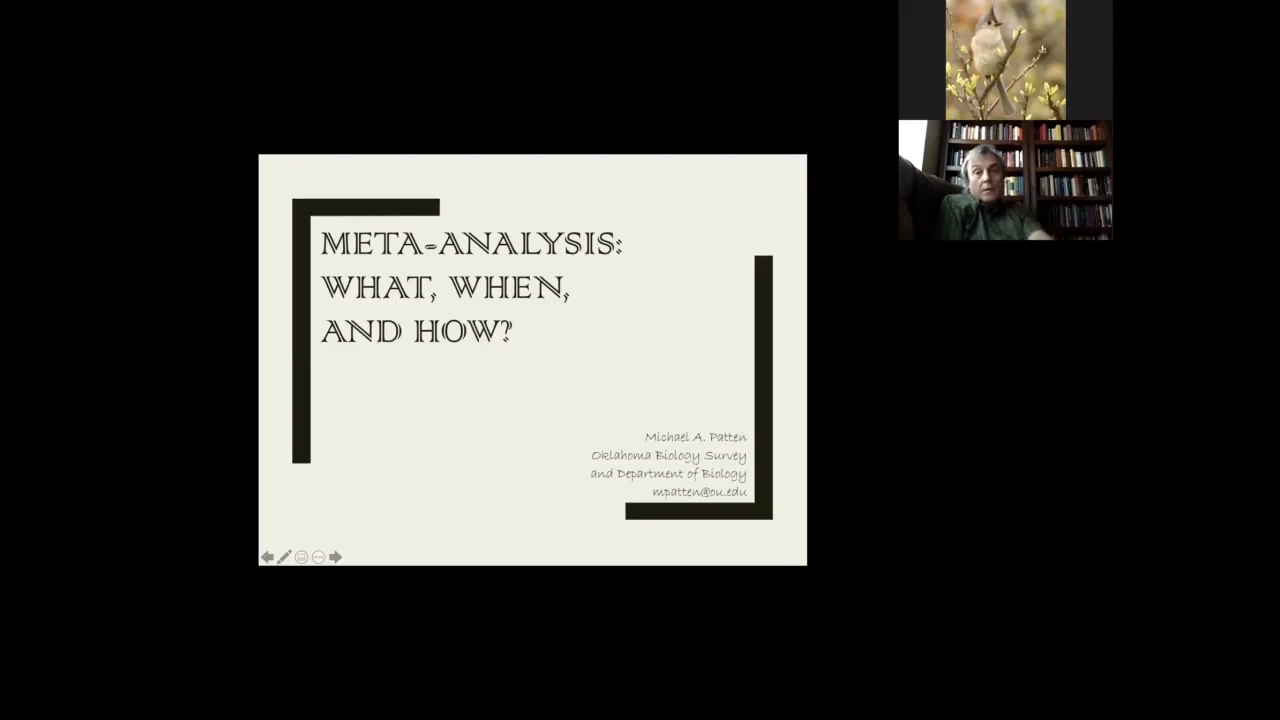 META-ANALYSIS:
WHAT, WHEN,
AND HOW?
Michael A. Patten
Oklahoma Biology Survey
and Department of Biology
mpatten@ou.edu